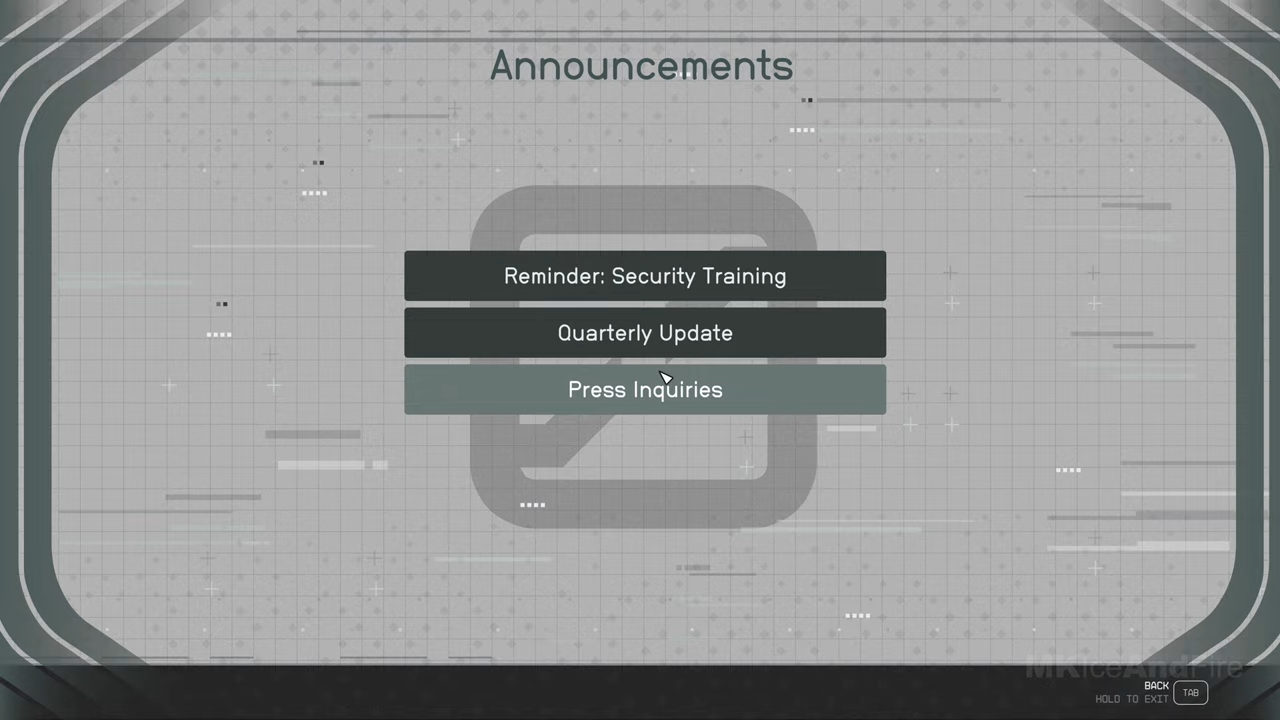 Announcements
Reminder: Security Training
Quarterly Update
Press Inquiries
MKIceAndFire
BACK
HOLD TO EXIT TAB